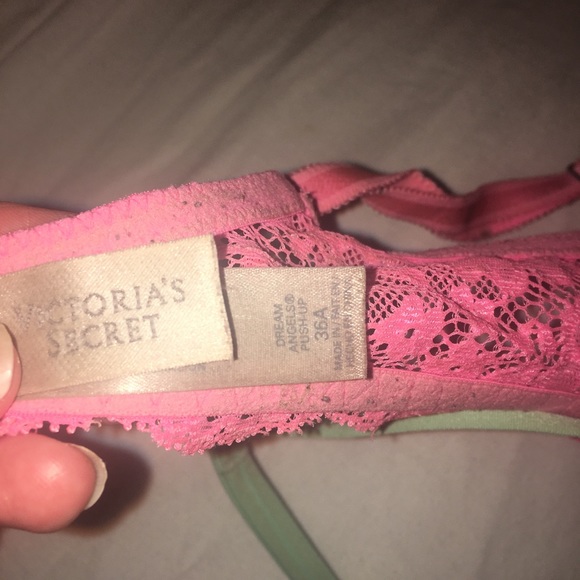 VICTORIA'S
SECRET
DREAM
ANGELS®
PUSH-UP
36A
MADE IN